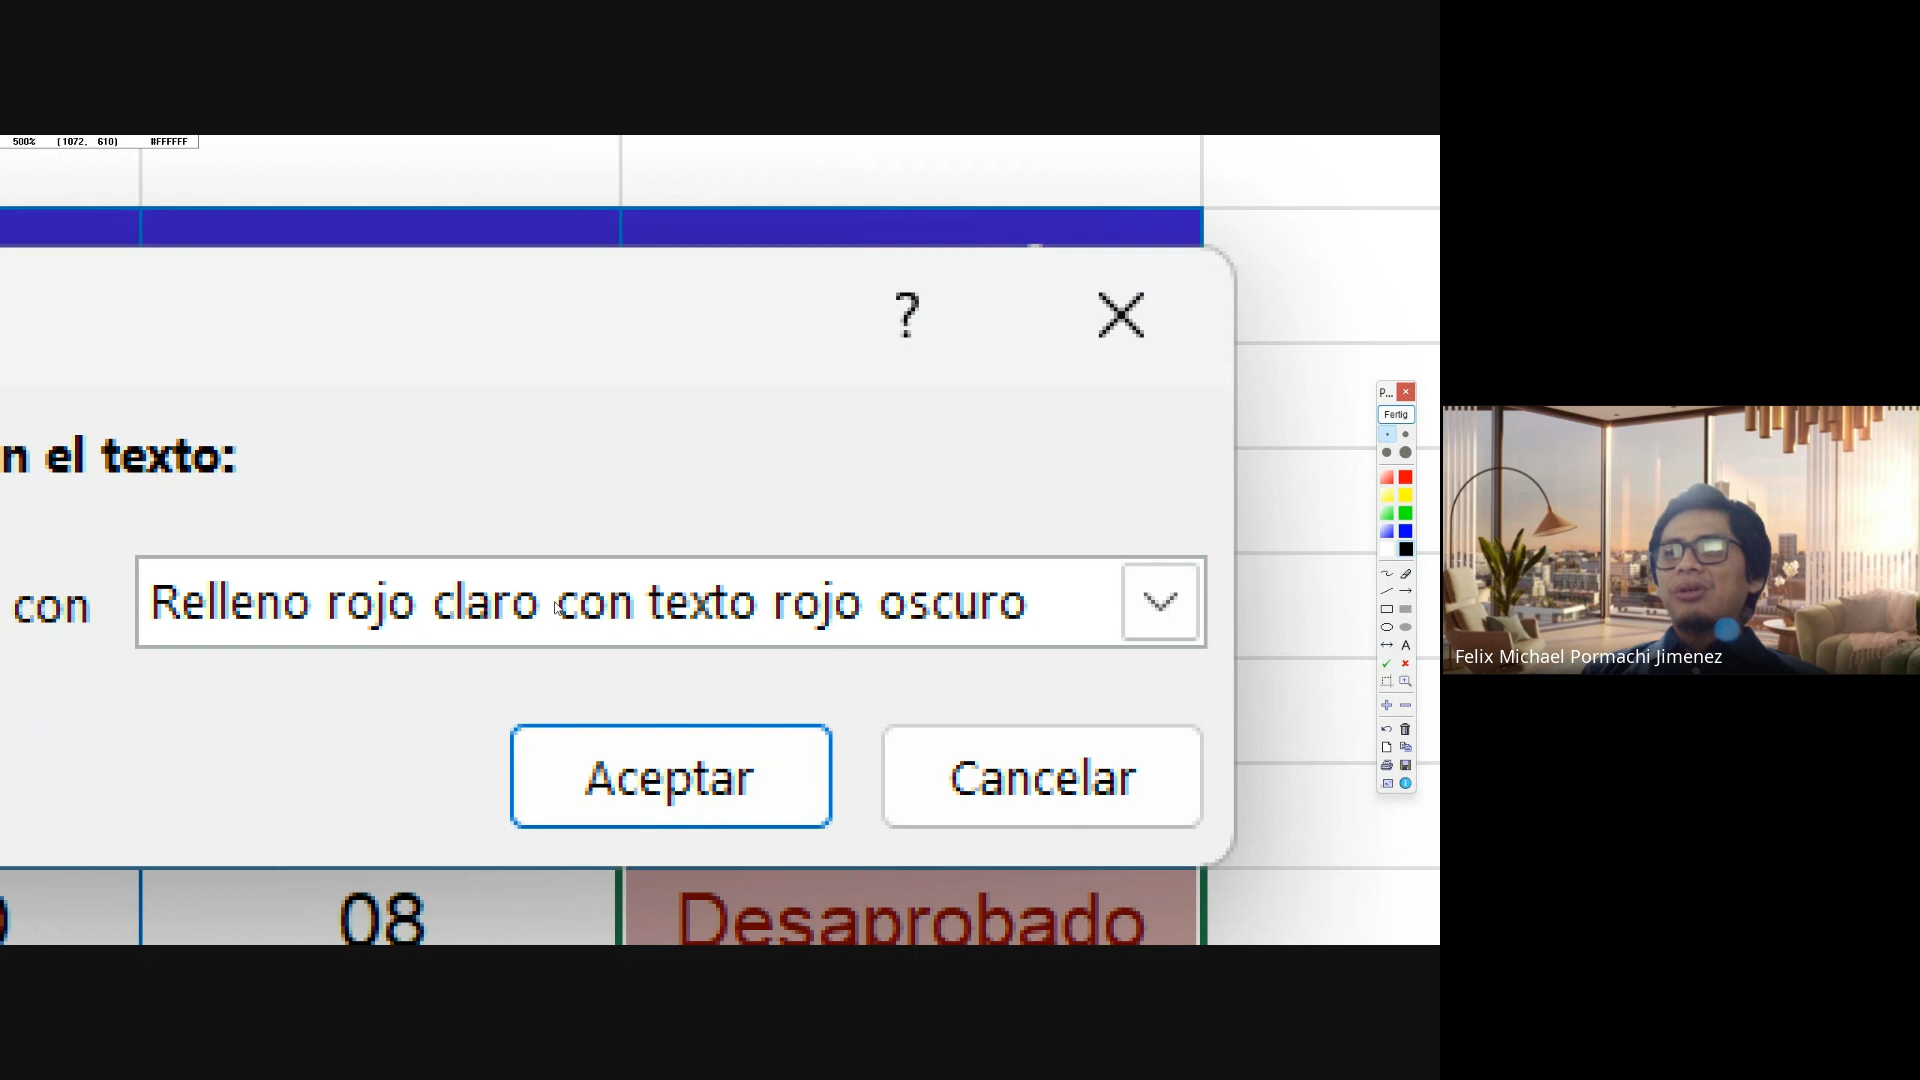 500% (1072, 610) #FFFFFF
? ×
n el texto:
con Relleno rojo claro con texto rojo oscuro
Aceptar Cancelar
08 Desaprobado
P...
Fertig
A
Felix Michael Pormachi Jimenez